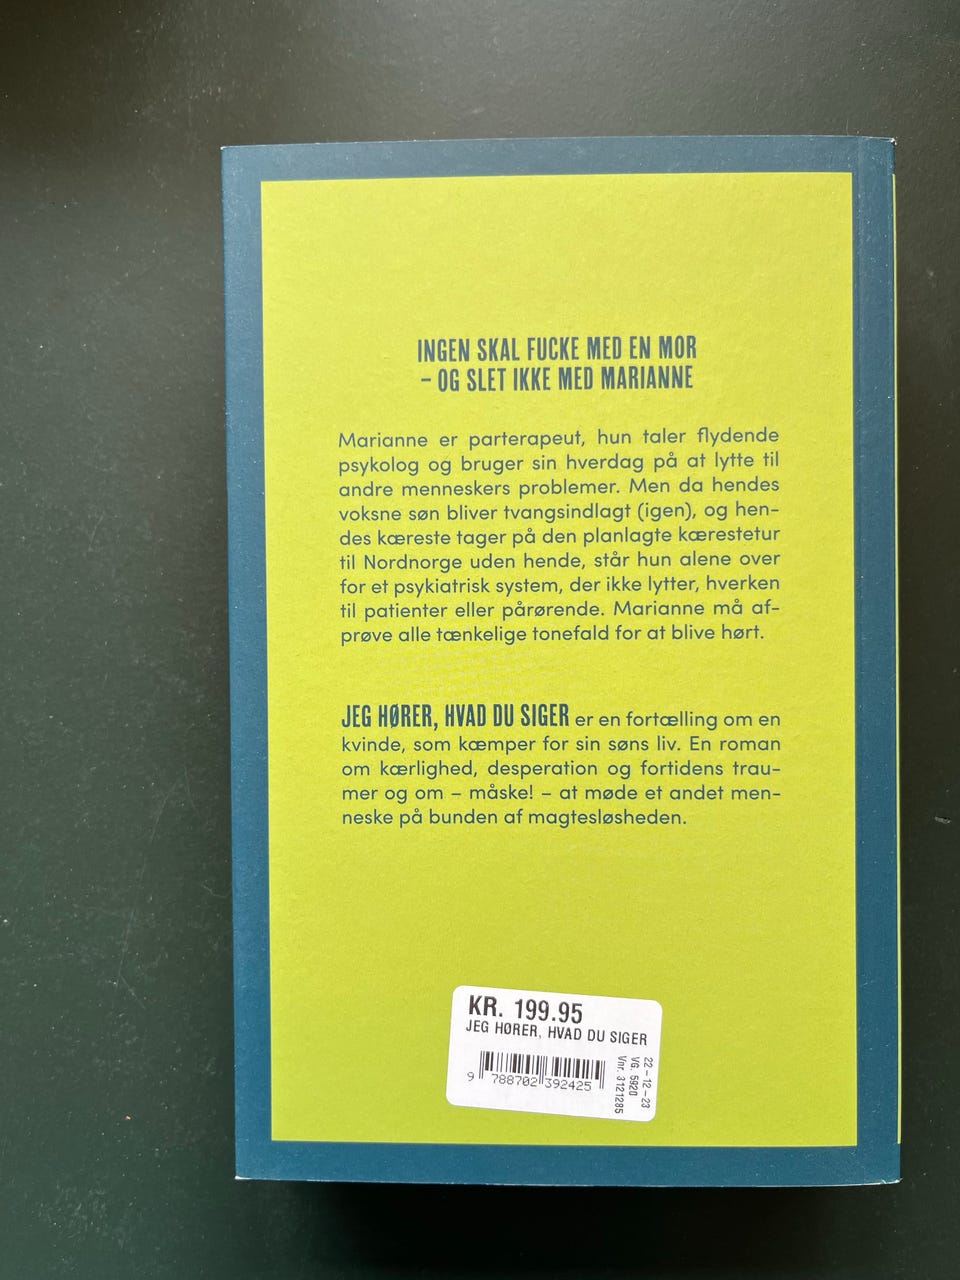 INGEN SKAL FUCKE MED EN MOR
– OG SLET IKKE MED MARIANNE
Marianne er parterapeut, hun taler flydende
psykolog og bruger sin hverdag på at lytte til
andre menneskers problemer. Men da hendes
voksne søn bliver tvangsindlagt (igen), og hen-
des kæreste tager på den planlagte kærestetur
til Nordnorge uden hende, står hun alene over
for et psykiatrisk system, der ikke lytter, hverken
til patienter eller pårørende. Marianne må af-
prøve alle tænkelige tonefald for at blive hørt.
JEG HØRER, HVAD DU SIGER er en fortælling om en
kvinde, som kæmper for sin søns liv. En roman
om kærlighed, desperation og fortidens trau-
mer og om – måske! – at møde et andet men-
neske på bunden af magtesløsheden.
KR. 199.95
JEG HØRER, HVAD DU SIGER
9 788702 392425
22-12-23
VG. 5920
Vnr. 3121285